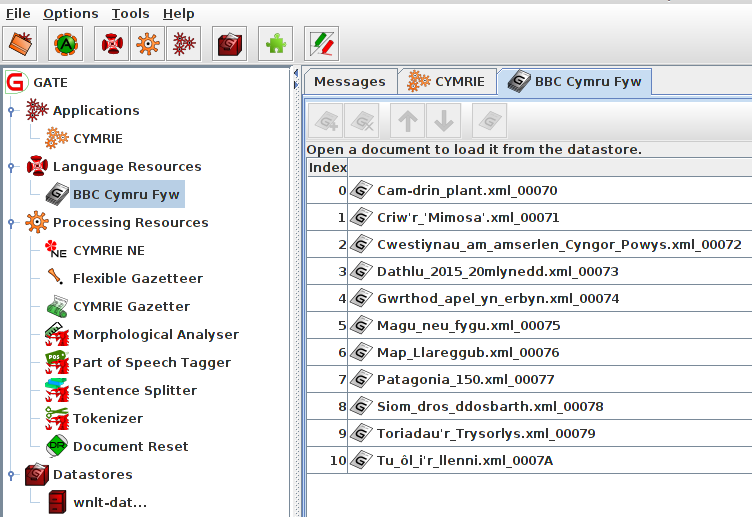 File Options Tools Help
GATE
Applications
CYMRIE
Language Resources
BBC Cymru Fyw
Processing Resources
CYMRIE NE
Flexible Gazetteer
CYMRIE Gazetter
Morphological Analyser
Part of Speech Tagger
Sentence Splitter
Tokenizer
Document Reset
Datastores
wnlt-dat...
Messages CYMRIE BBC Cymru Fyw
Open a document to load it from the datastore.
Index
0 Cam-drin_plant.xml_00070
1 Criw'r_'Mimosa'.xml_00071
2 Cwestiynau_am_amserlen_Cyngor_Powys.xml_00072
3 Dathlu_2015_20mlynedd.xml_00073
4 Gwrthod_apel_yn_erbyn.xml_00074
5 Magu_neu_fygu.xml_00075
6 Map_Llareggub.xml_00076
7 Patagonia_150.xml_00077
8 Siom_dros_ddosbarth.xml_00078
9 Toriadau'r_Trysorlys.xml_00079
10 Tu_ôl_i'r_llenni.xml_0007A